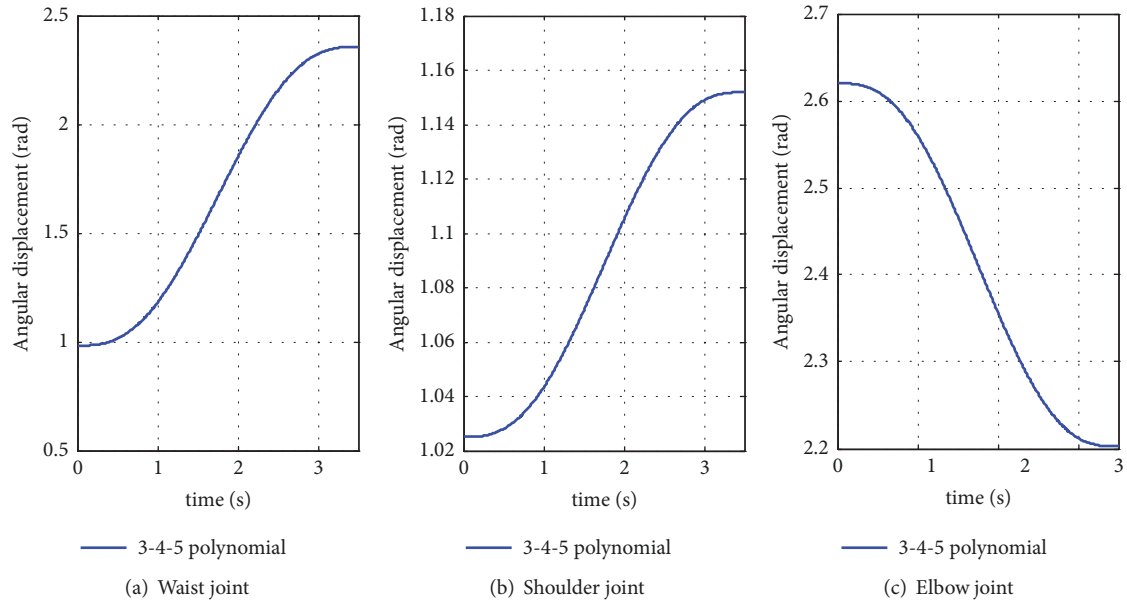 2.5
2
1.5
1
0.5
Angular displacement (rad)
0 1 2 3
time (s)
3-4-5 polynomial
(a) Waist joint
1.18
1.16
1.14
1.12
1.1
1.08
1.06
1.04
1.02
Angular displacement (rad)
0 1 2 3
time (s)
3-4-5 polynomial
(b) Shoulder joint
2.7
2.6
2.5
2.4
2.3
2.2
Angular displacement (rad)
0 1 2 3
time (s)
3-4-5 polynomial
(c) Elbow joint